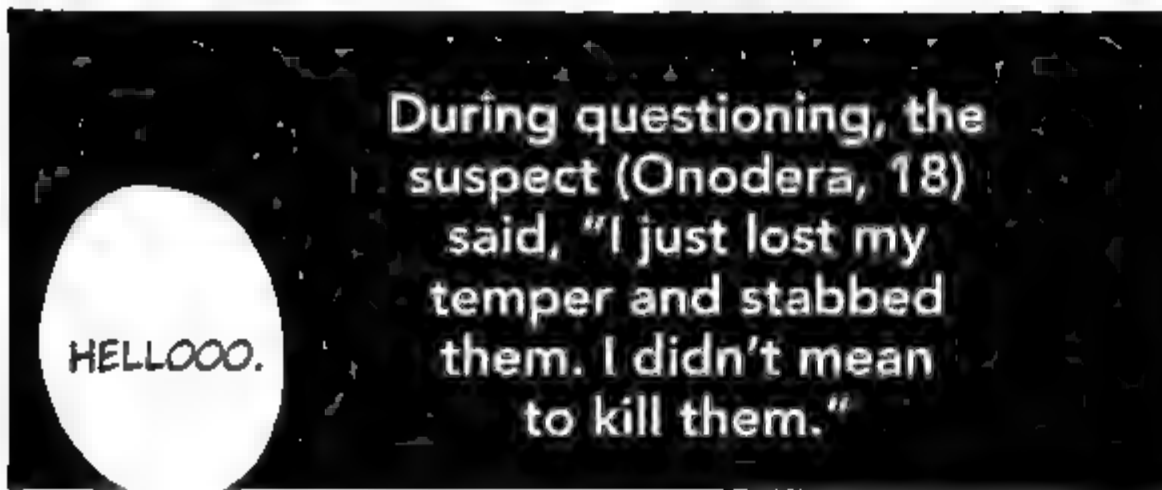 During questioning, the
suspect (Onodera, 18)
said, "I just lost my
temper and stabbed
them. I didn't mean
to kill them."
HELLOOO.